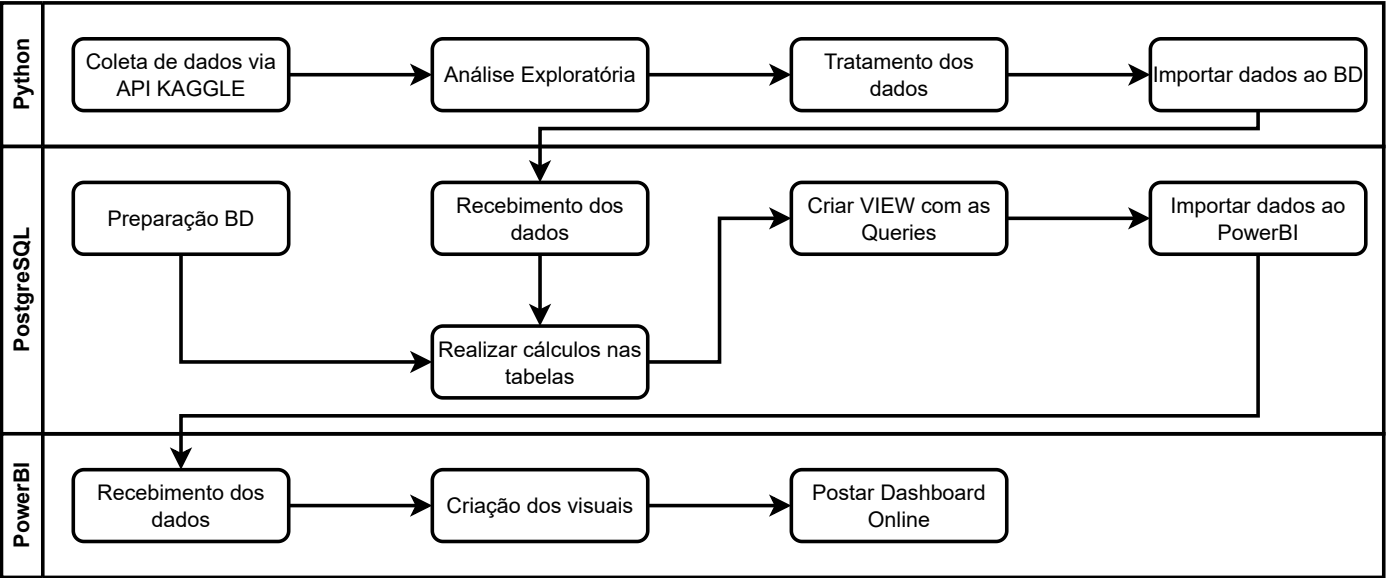 Python
Coleta de dados via
API KAGGLE
Análise Exploratória
Tratamento dos
dados
Importar dados ao BD
PostgreSQL
Preparação BD
Recebimento dos
dados
Criar VIEW com as
Queries
Importar dados ao
PowerBI
Realizar cálculos nas
tabelas
PowerBI
Recebimento dos
dados
Criação dos visuais
Postar Dashboard
Online